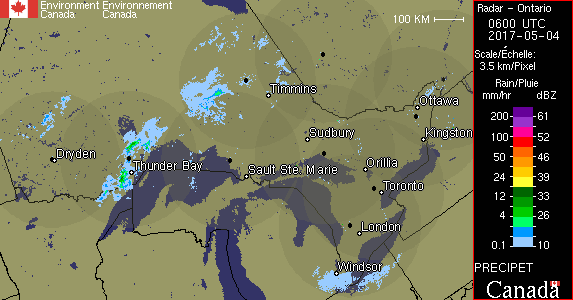 Environment Environnement
Canada Canada
100 KM
Radar - Ontario
0600 UTC
2017-05-04
Scale/Échelle:
3.5 km/Pixel
Rain/Pluie
mm/hr dBZ
200 61
100 52
50 46
24 39
12 33
4 26
0.1 10
PRECIPET
Canada
Timmins
Ottawa
Sudbury
Kingston
Dryden
Thunder Bay
Sault Ste. Marie
Orillia
Toronto
London
Windsor